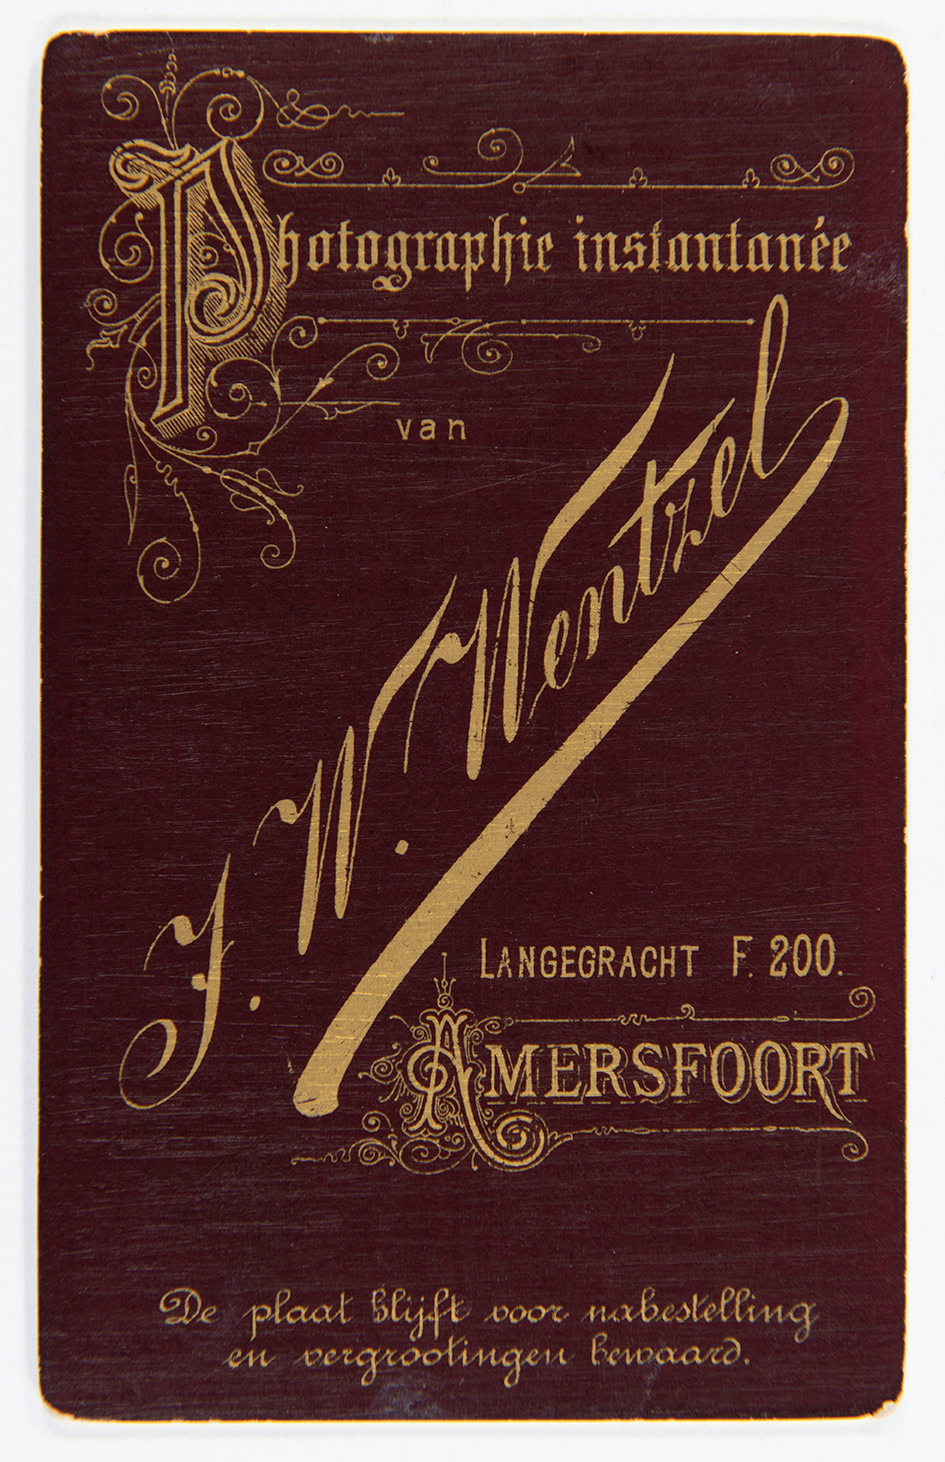 Photographie instantanée
van
J. W. Wentzel
LANGEGRACHT F. 200.
AMERSFOORT
De plaat blijft voor nabestelling
en vergrootingen bewaard.